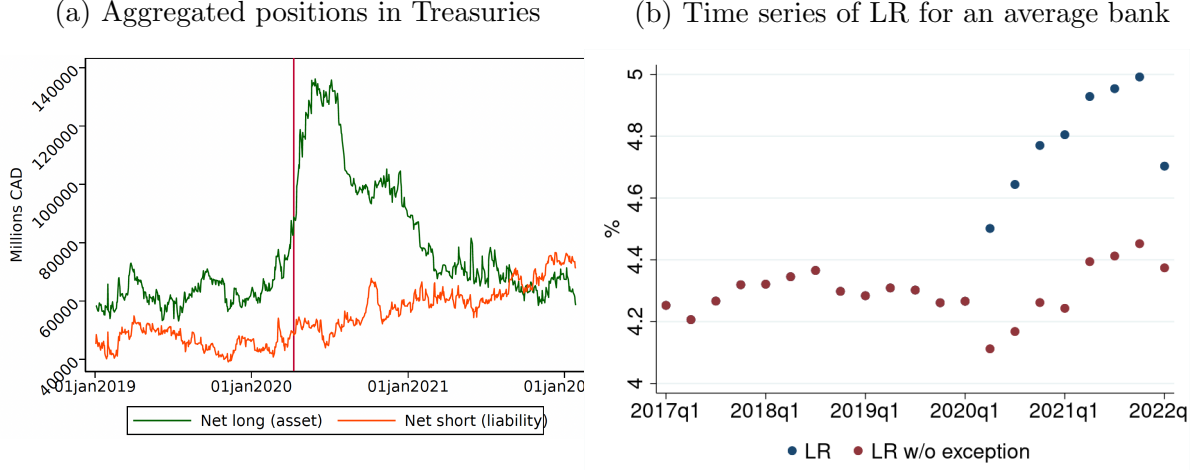 (a) Aggregated positions in Treasuries
Millions CAD
140000
120000
100000
80000
60000
40000
01jan2019
01jan2020
01jan2021
01jan20
Net long (asset)
Net short (liability)
(b) Time series of LR for an average bank
%
5
4.8
4.6
4.4
4.2
4
2017q1
2018q1
2019q1
2020q1
2021q1
2022q
LR
LR w/o exception